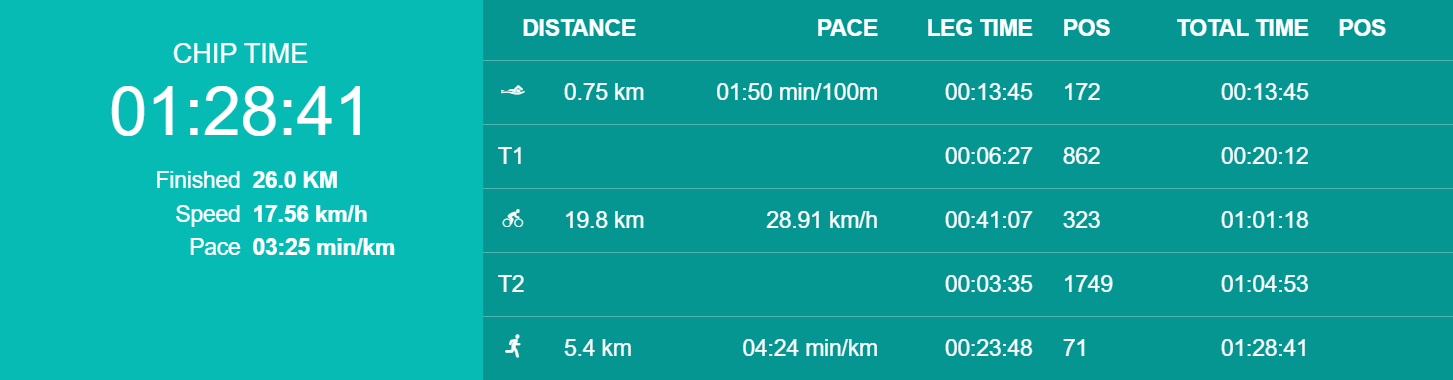 CHIP TIME
01:28:41
Finished 26.0 KM
Speed 17.56 km/h
Pace 03:25 min/km
DISTANCE PACE LEG TIME POS TOTAL TIME POS
0.75 km 01:50 min/100m 00:13:45 172 00:13:45
T1 00:06:27 862 00:20:12
19.8 km 28.91 km/h 00:41:07 323 01:01:18
T2 00:03:35 1749 01:04:53
5.4 km 04:24 min/km 00:23:48 71 01:28:41